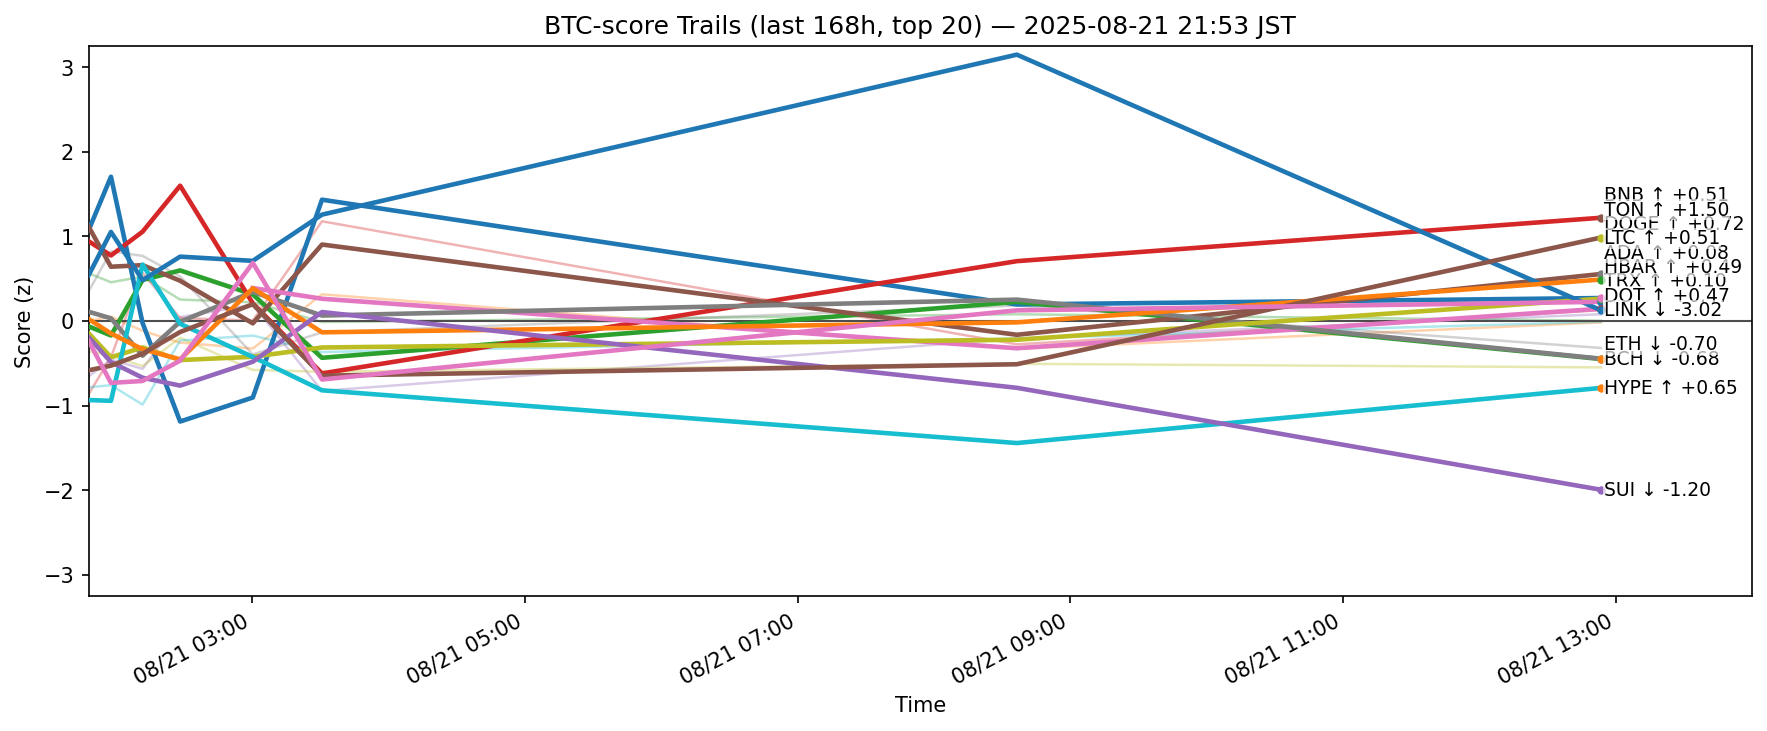 BTC-score Trails (last 168h, top 20) — 2025-08-21 21:53 JST
Score (z)
3
2
1
0
−1
−2
−3
BNB ↑ +0.51
TON ↑ +1.50
DOGE ↑ +0.72
LTC ↑ +0.51
ADA ↑ +0.08
HBAR ↑ +0.49
TRX ↑ +0.10
DOT ↑ +0.47
LINK ↓ -3.02
ETH ↓ -0.70
BCH ↓ -0.68
HYPE ↑ +0.65
SUI ↓ -1.20
08/21 03:00
08/21 05:00
08/21 07:00
08/21 09:00
08/21 11:00
08/21 13:00
Time